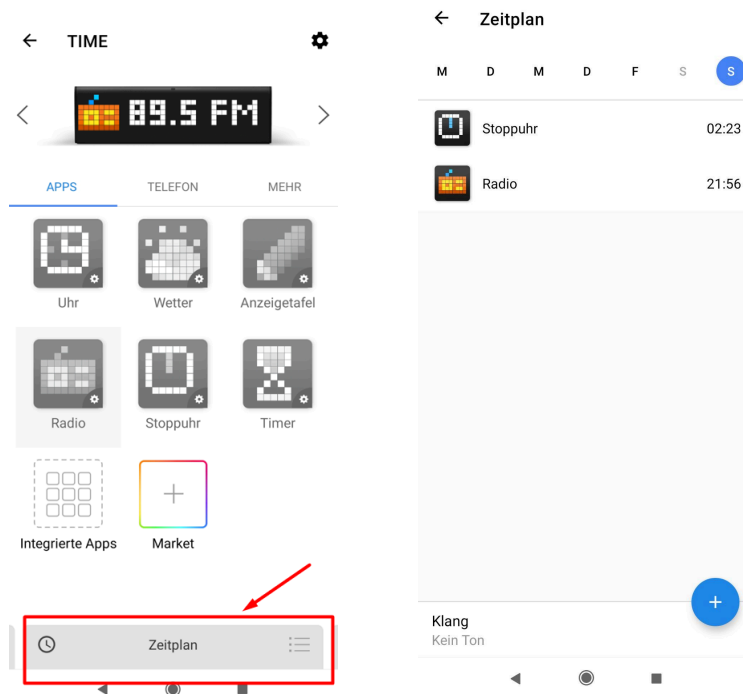 TIME
89.5 FM
APPS TELEFON MEHR
Uhr Wetter Anzeigetafel
Radio Stoppuhr Timer
Integrierte Apps Market
Zeitplan
Zeitplan
M D M D F S S
Stoppuhr 02:23
Radio 21:56
Klang
Kein Ton